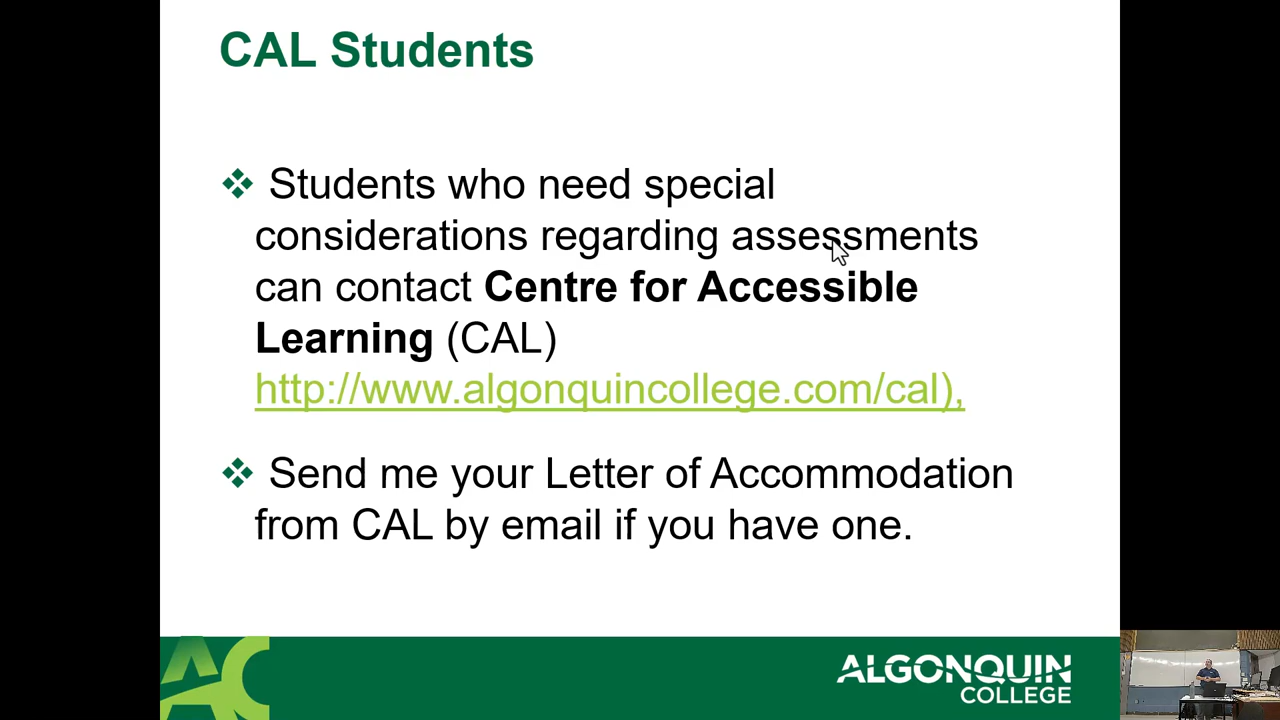 CAL Students
❖ Students who need special
considerations regarding assessments
can contact Centre for Accessible
Learning (CAL)
http://www.algonquincollege.com/cal),
❖ Send me your Letter of Accommodation
from CAL by email if you have one.
AC
ALGONQUIN
COLLEGE